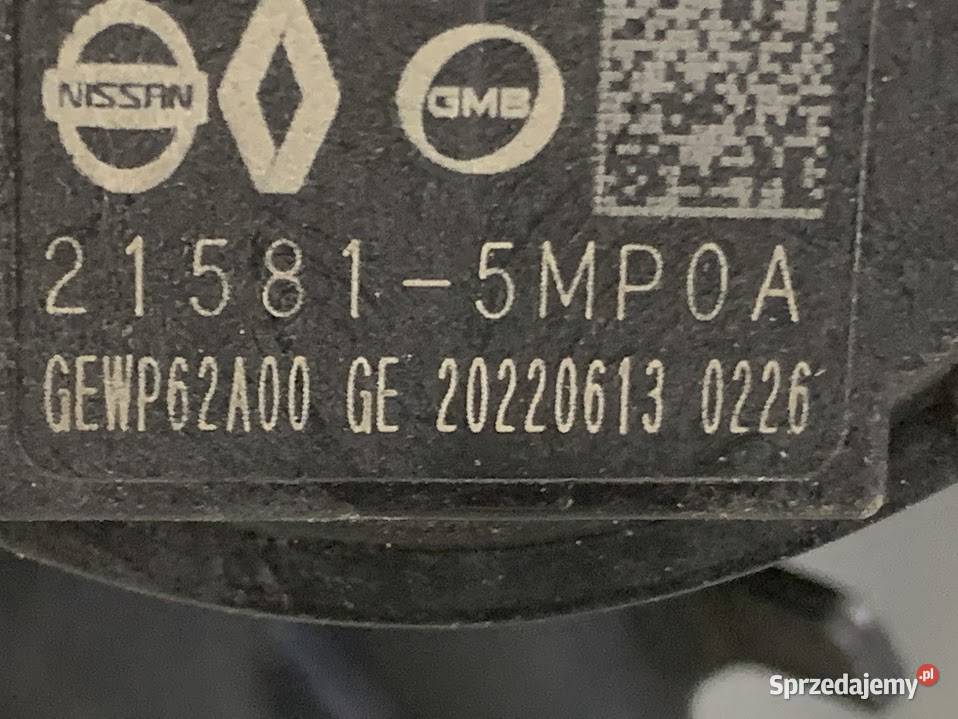 NISSAN GMB
21581-5MP0A
GEWP62A00 GE 20220613 0226
Sprzedajemy.pl